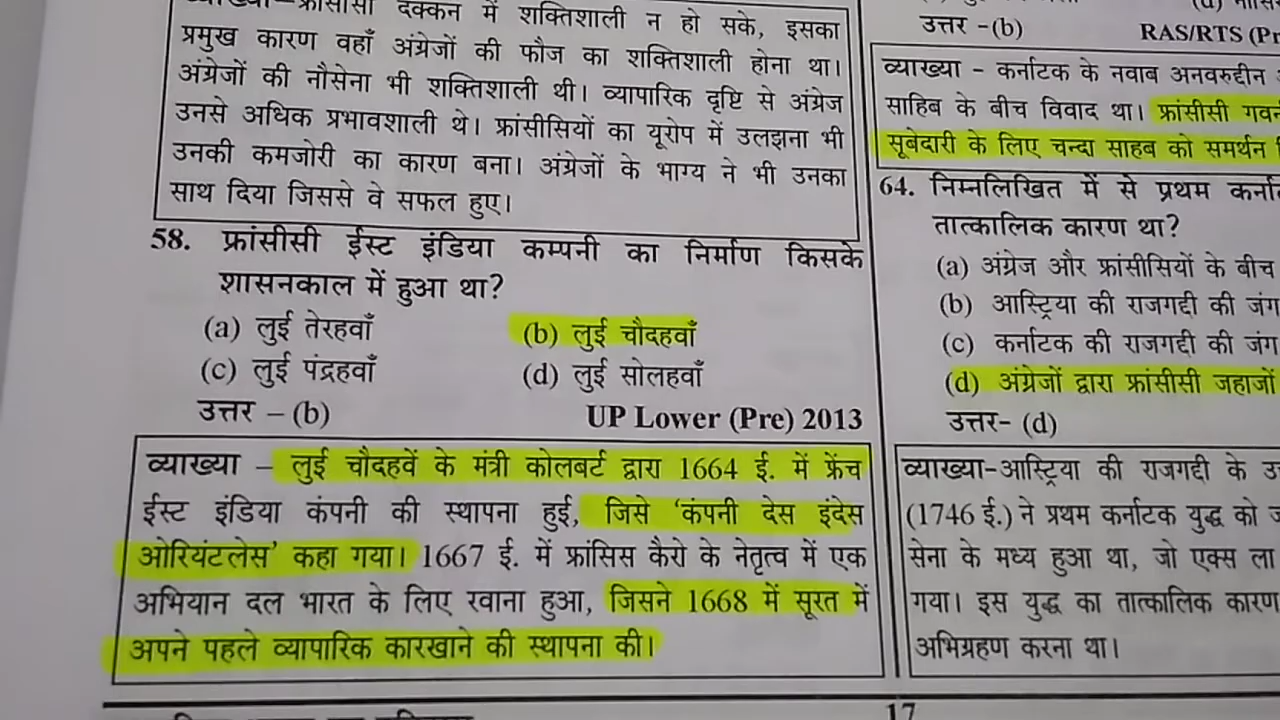 दक्कन में शक्तिशाली न हो सके, इसका
प्रमुख कारण वहाँ अंग्रेजों की फौज का शक्तिशाली होना था।
अंग्रेजों की नौसेना भी शक्तिशाली थी। व्यापारिक दृष्टि से अंग्रेज
उनसे अधिक प्रभावशाली थे। फ्रांसीसियों का यूरोप में उलझना भी
उनकी कमजोरी का कारण बना। अंग्रेजों के भाग्य ने भी उनका
साथ दिया जिससे वे सफल हुए।
58. फ्रांसीसी ईस्ट इंडिया कम्पनी का निर्माण किसके
शासनकाल में हुआ था?
(a) लुई तेरहवाँ (b) लुई चौदहवाँ
(c) लुई पंद्रहवाँ (d) लुई सोलहवाँ
उत्तर – (b) UP Lower (Pre) 2013
व्याख्या – लुई चौदहवें के मंत्री कोलबर्ट द्वारा 1664 ई. में फ्रेंच
ईस्ट इंडिया कंपनी की स्थापना हुई, जिसे ‘कंपनी देस इंदेस
ओरियंटलेस’ कहा गया। 1667 ई. में फ्रांसिस कैरो के नेतृत्व में एक
अभियान दल भारत के लिए रवाना हुआ, जिसने 1668 में सूरत में
अपने पहले व्यापारिक कारखाने की स्थापना की।
उत्तर -(b) RAS/RTS
व्याख्या – कर्नाटक के नवाब अनवरुद्दीन
साहिब के बीच विवाद था। फ्रांसीसी
सूबेदारी के लिए चन्दा साहब को समर्थन
64. निम्नलिखित में से प्रथम
तात्कालिक कारण था?
(a) अंग्रेज और फ्रांसीसियों के बीच
(b) आस्ट्रिया की राजगद्दी की जंग
(c) कर्नाटक की राजगद्दी की जंग
(d) अंग्रेजों द्वारा फ्रांसीसी जहाजों
उत्तर- (d)
व्याख्या-आस्ट्रिया की राजगद्दी के
(1746 ई.) ने प्रथम कर्नाटक युद्ध को
सेना के मध्य हुआ था, जो एक्स ला
गया। इस युद्ध का तात्कालिक कारण
अभिग्रहण करना था।
17